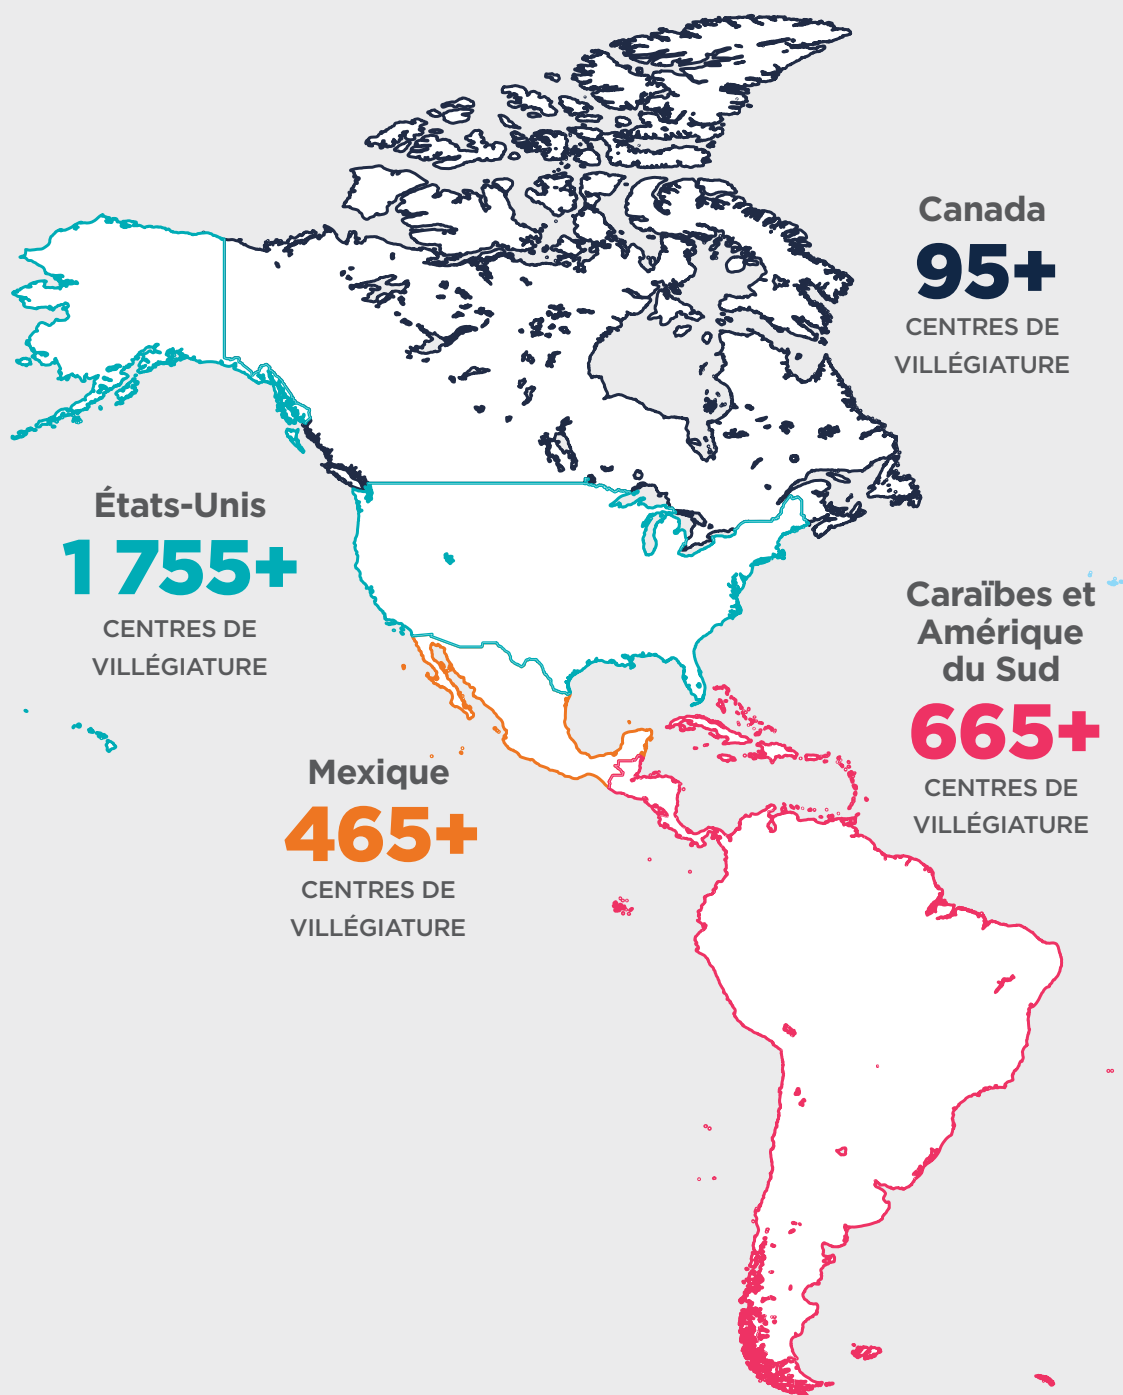 Canada
95+
CENTRES DE
VILLÉGIATURE
États-Unis
1 755+
CENTRES DE
VILLÉGIATURE
Caraïbes et
Amérique
du Sud
665+
CENTRES DE
VILLÉGIATURE
Mexique
465+
CENTRES DE
VILLÉGIATURE